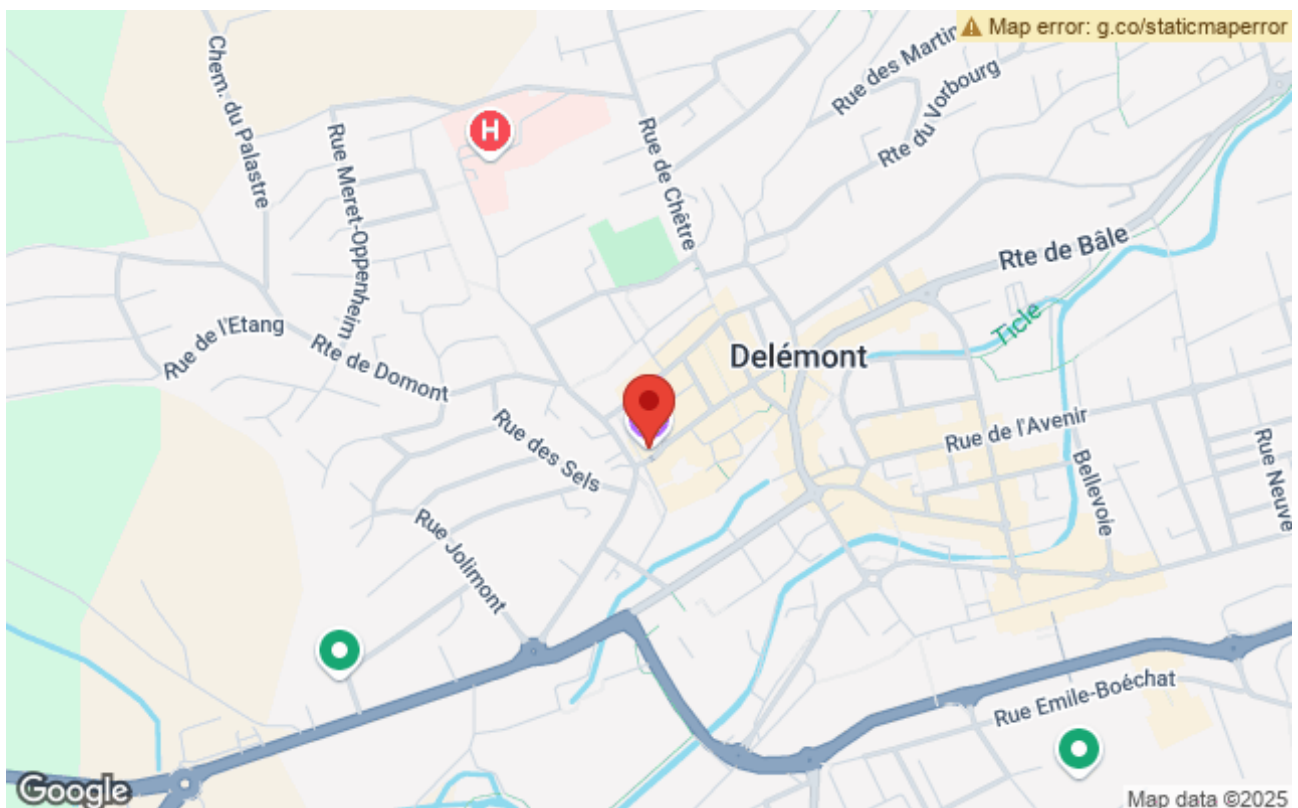 Map error: g.co/staticmaperror
Chem. du Palastre
Rue des Martin
Rte du Vorbourg
H
Rue Meret-Oppenheim
Rue de Chêtre
Rte de Bâle
Ticle
Rue de l'Etang
Rte de Domont
Delémont
Rue des Sels
Rue de l'Avenir
Bellevoie
Rue Neuve
Rue Jolimont
Rue Emile-Boéchat
Google
Map data ©2025